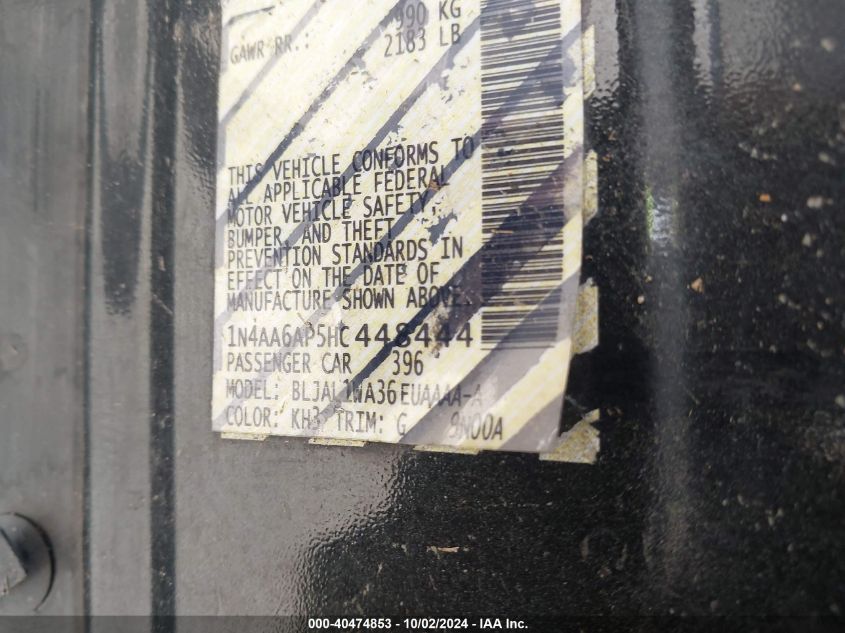 990 KG
GAWR RR.: 2183 LB
THIS VEHICLE CONFORMS TO
ALL APPLICABLE FEDERAL
MOTOR VEHICLE SAFETY,
BUMPER, AND THEFT
PREVENTION STANDARDS IN
EFFECT ON THE DATE OF
MANUFACTURE SHOWN ABOVE.
1N4AA6AP5HC448444
PASSENGER CAR 396
MODEL: BLJAL1WA36EUAAAA-A
COLOR: KH3 TRIM: G 9N00A
000-40474853 - 10/02/2024 - IAA Inc.